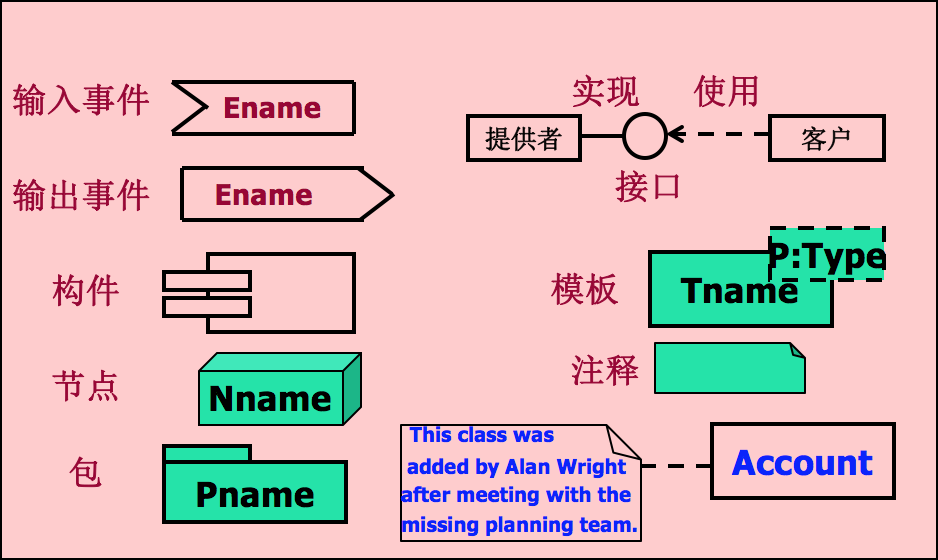 输入事件
Ename
输出事件
Ename
构件
节点
Nname
包
Pname
实现
使用
提供者
客户
接口
P:Type
模板
Tname
注释
This class was
added by Alan Wright
after meeting with the
missing planning team.
Account